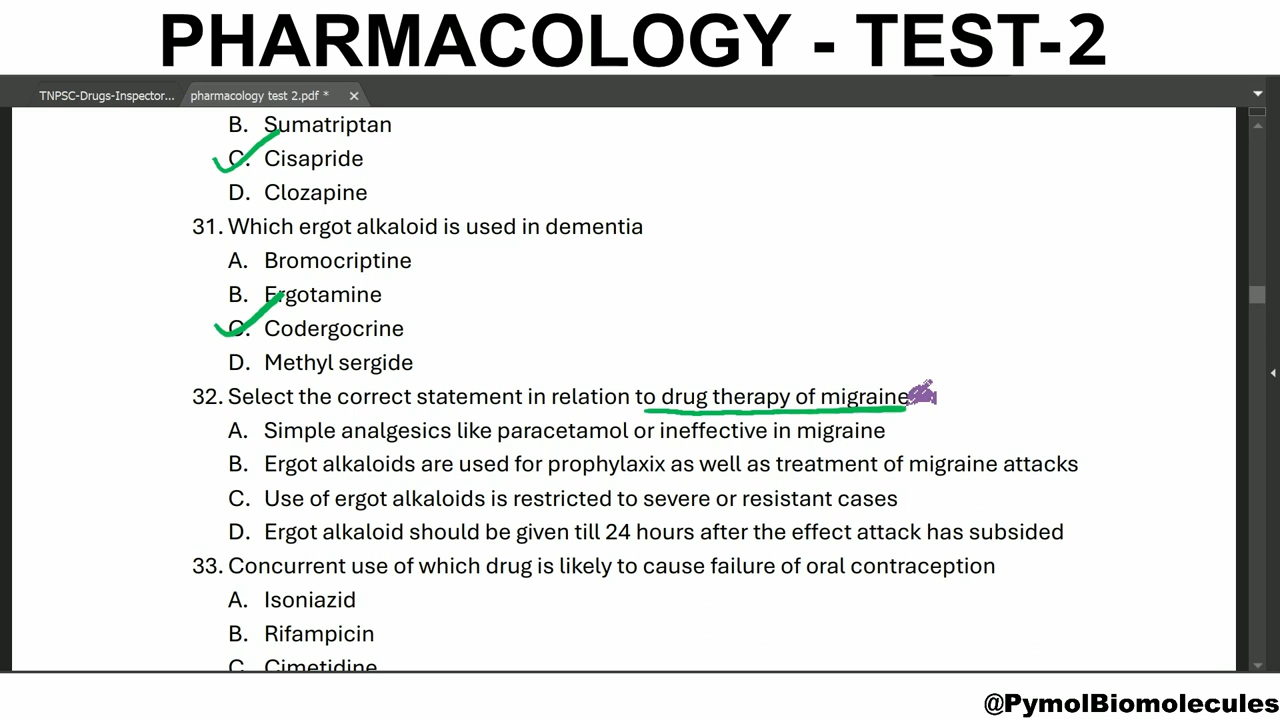 PHARMACOLOGY - TEST-2
TNPSC-Drugs-Inspector... pharmacology test 2.pdf *
B. Sumatriptan
C. Cisapride
D. Clozapine
31. Which ergot alkaloid is used in dementia
A. Bromocriptine
B. Ergotamine
C. Codergocrine
D. Methyl sergide
32. Select the correct statement in relation to drug therapy of migraine
A. Simple analgesics like paracetamol or ineffective in migraine
B. Ergot alkaloids are used for prophylaxix as well as treatment of migraine attacks
C. Use of ergot alkaloids is restricted to severe or resistant cases
D. Ergot alkaloid should be given till 24 hours after the effect attack has subsided
33. Concurrent use of which drug is likely to cause failure of oral contraception
A. Isoniazid
B. Rifampicin
C. Cimetidine
@PymolBiomolecules